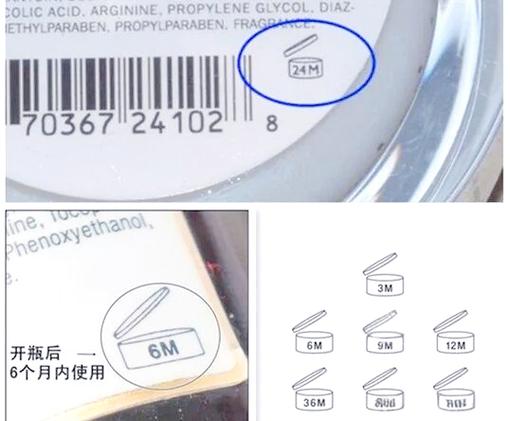 COLIC ACID, ARGININE, PROPYLENE GLYCOL, DIAZ-
METHYLPARABEN, PROPYLPARABEN, FRAGRANCE.
24M
70367 24102 8
ine,
Phenoxyethanol,
e.
6M
开瓶后
6个月内使用
3M
6M 9M 12M
36M